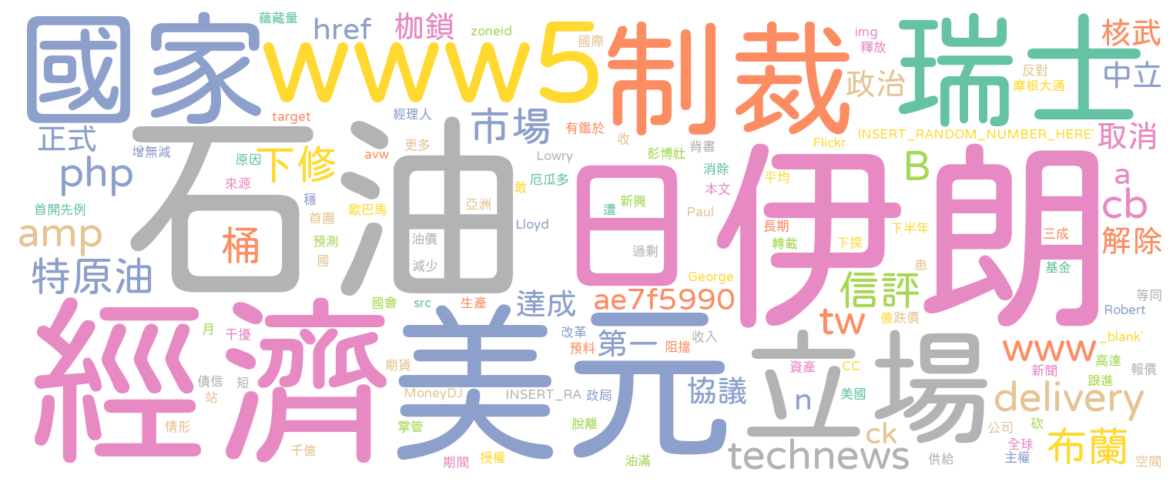 國家
www5
制裁
瑞士
石油
日
伊朗
經濟
美元
立場
蘊藏量
href
枷鎖
zoneid
國際
img
釋放
政治
反對
摩根大通
核武
中立
正式
target
經理人
市場
有鑑於
收
背書
Flickr
INSERT_RANDOM_NUMBER_HERE'
取消
增無減
原因
下修
avw
更多
Lowry
彭博社
消除
php
來源
穩
敢
厄瓜多
本文
平均
B
a
首開先例
首圖
歐巴馬
亞洲
遭
新興
cb
amp
桶
預測
國
Lloyd
Paul
長期
下半年
三成
解除
油價
過剩
轉載
下探
特原油
減少
George
患
基金
信評
等同
國會
src
生產
達成
ae7f5990
tw
億
跌價
Robert
月
干擾
改革
預料
第一
阻擋
收入
_blank'
www
高達
期貨
資產
CC
新聞
跟進
報價
債信
短
站
MoneyDJ
INSERT_RA
政局
協議
n
美國
delivery
情形
掌管
脫離
ck
公司
砍
布蘭
千億
期間
授權
油滿
technews
供給
全球
主權
空間